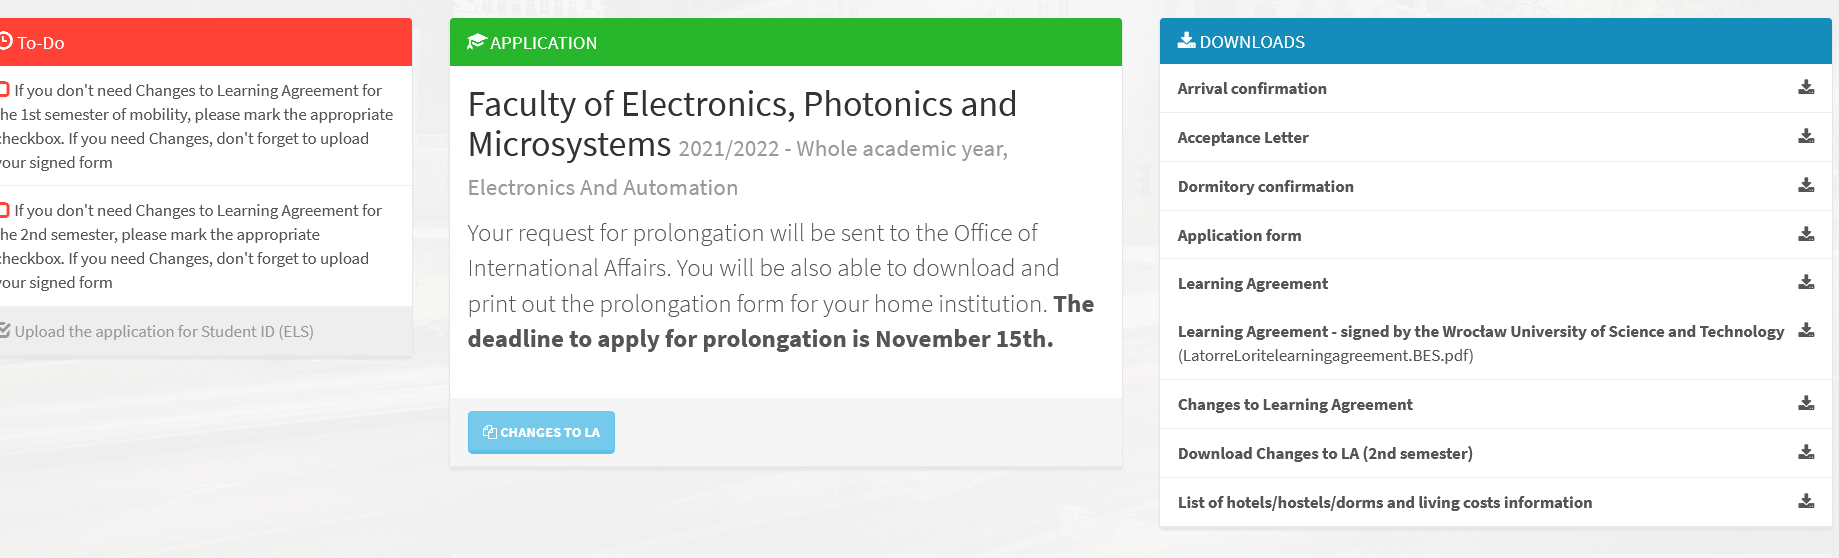 To-Do
If you don't need Changes to Learning Agreement for
the 1st semester of mobility, please mark the appropriate
checkbox. If you need Changes, don't forget to upload
your signed form
If you don't need Changes to Learning Agreement for
the 2nd semester, please mark the appropriate
checkbox. If you need Changes, don't forget to upload
your signed form
Upload the application for Student ID (ELS)
APPLICATION
Faculty of Electronics, Photonics and
Microsystems 2021/2022 - Whole academic year,
Electronics And Automation
Your request for prolongation will be sent to the Office of
International Affairs. You will be also able to download and
print out the prolongation form for your home institution. The
deadline to apply for prolongation is November 15th.
CHANGES TO LA
DOWNLOADS
Arrival confirmation
Acceptance Letter
Dormitory confirmation
Application form
Learning Agreement
Learning Agreement - signed by the Wrocław University of Science and Technology
(LatorreLoritelearningagreement.BES.pdf)
Changes to Learning Agreement
Download Changes to LA (2nd semester)
List of hotels/hostels/dorms and living costs information